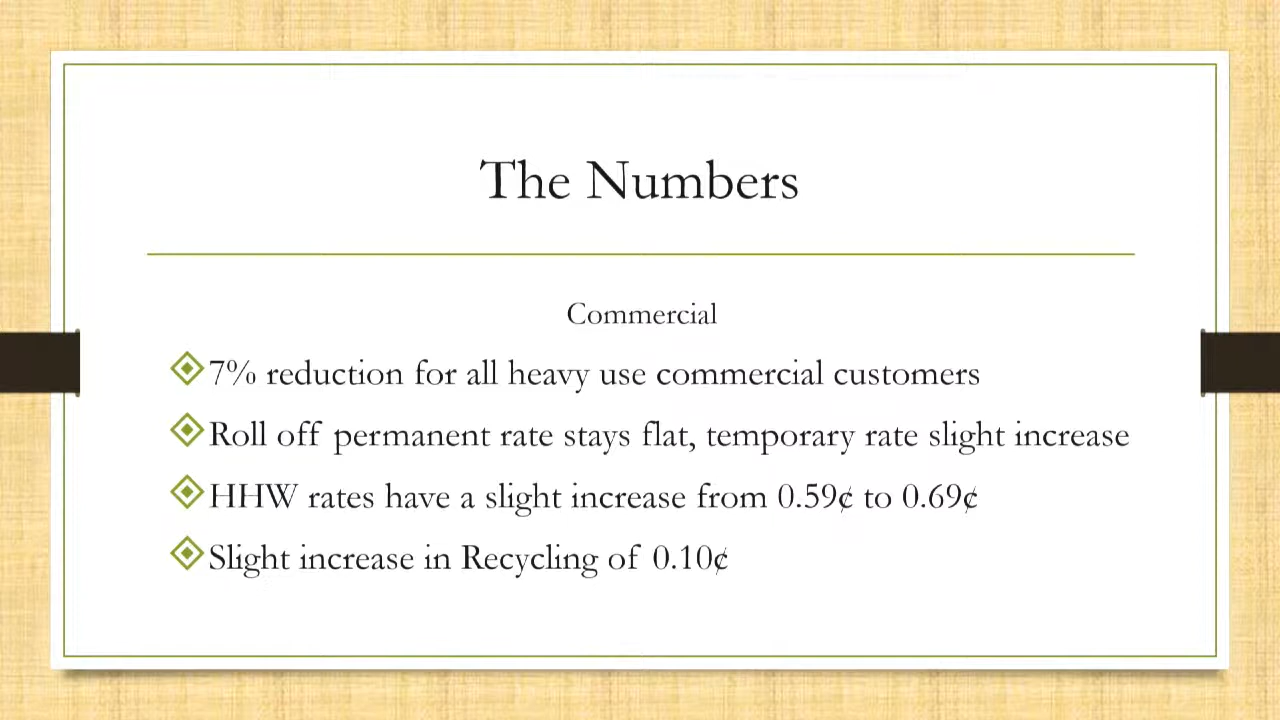 The Numbers
Commercial
7% reduction for all heavy use commercial customers
Roll off permanent rate stays flat, temporary rate slight increase
HHW rates have a slight increase from 0.59¢ to 0.69¢
Slight increase in Recycling of 0.10¢